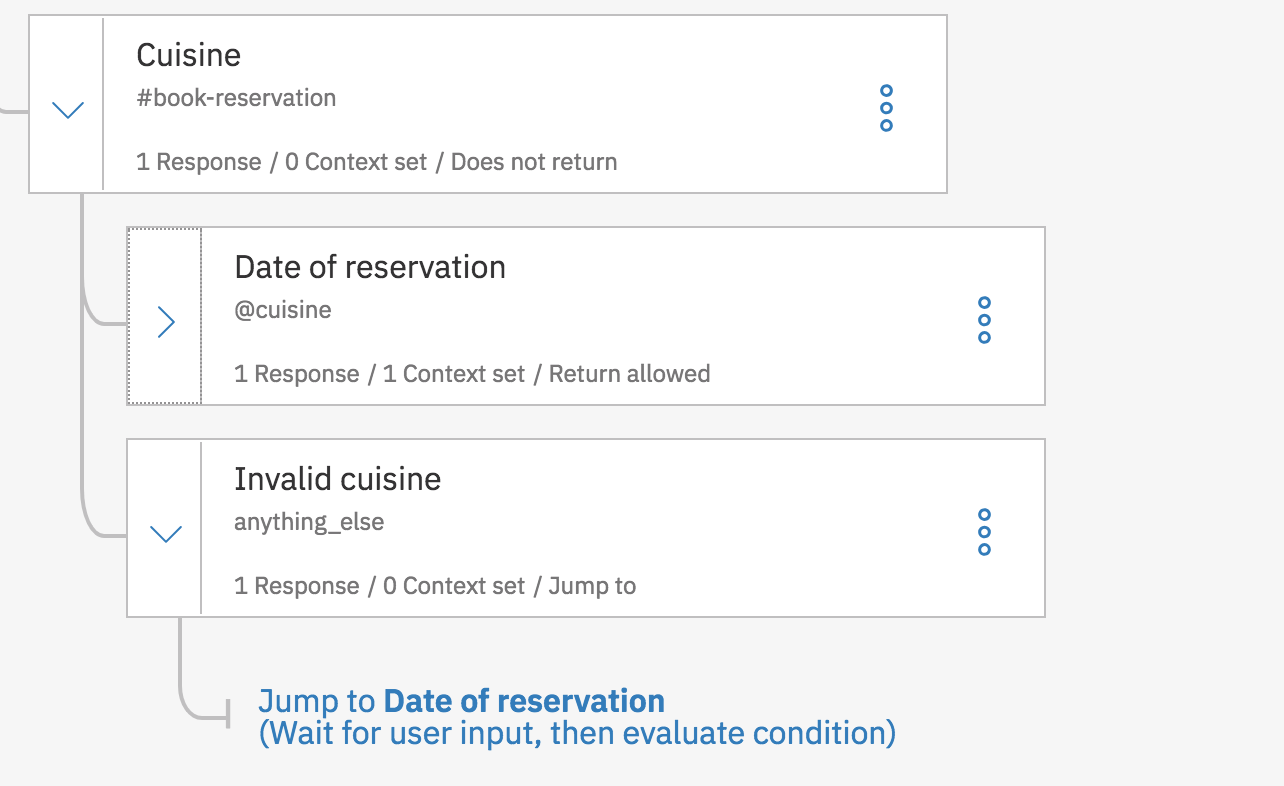 Cuisine
#book-reservation
1 Response / 0 Context set / Does not return
Date of reservation
@cuisine
1 Response / 1 Context set / Return allowed
Invalid cuisine
anything_else
1 Response / 0 Context set / Jump to
Jump to Date of reservation
(Wait for user input, then evaluate condition)